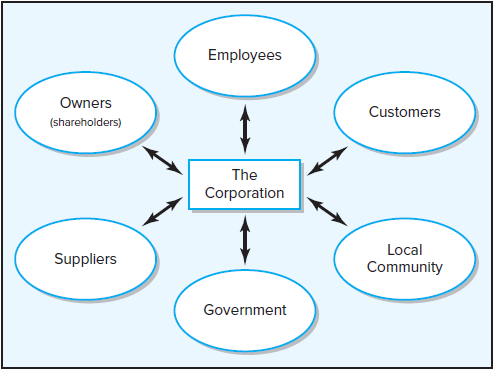 Employees
Owners
(shareholders)
Customers
The
Corporation
Suppliers
Local
Community
Government